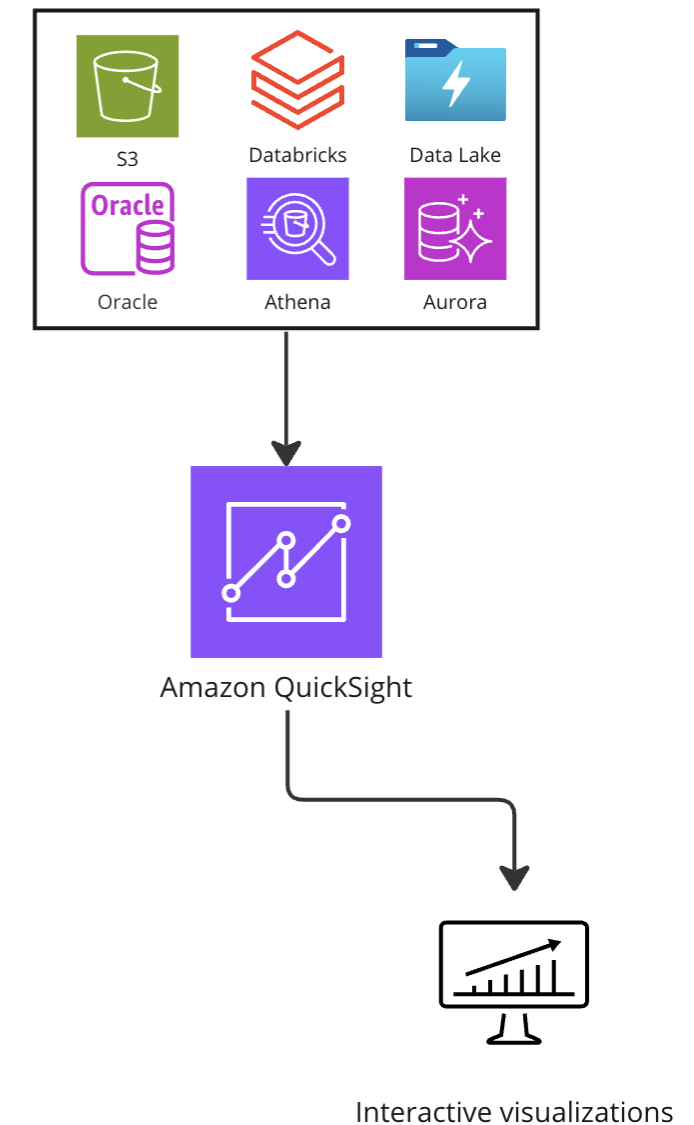 S3
Databricks
Data Lake
Oracle
Oracle
Athena
Aurora
Amazon QuickSight
Interactive visualizations